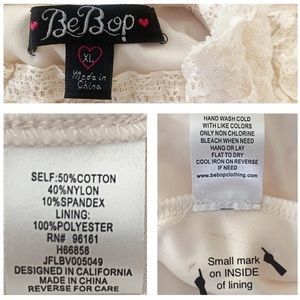 BeBop
XL
Made in
China
SELF:50%COTTON
40%NYLON
10%SPANDEX
LINING:
100%POLYESTER
RN# 96161
H66858
JFLBV005049
DESIGNED IN CALIFORNIA
MADE IN CHINA
REVERSE FOR CARE
HAND WASH COLD
WITH LIKE COLORS
ONLY NON CHLORINE
BLEACH WHEN NEED
HANG OR LAY
FLAT TO DRY
COOL IRON ON REVERSE
IF NEED
www.bebopclothing.com
Small mark
on INSIDE
of lining